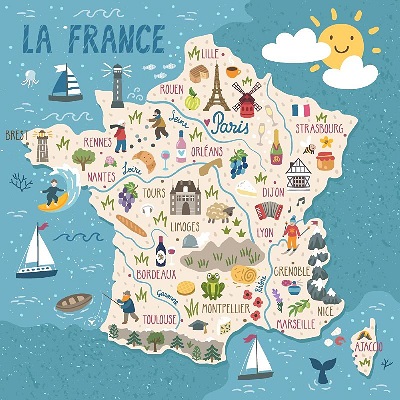 LA FRANCE
LILLE
ROUEN
Seine
Paris
STRASBOURG
BREST
RENNES
ORLÉANS
NANTES
Loire
TOURS
DIJON
LIMOGES
LYON
BORDEAUX
GRENOBLE
Garonne
Rhône
MONTPELLIER
NICE
TOULOUSE
MARSEILLE
AJACCIO